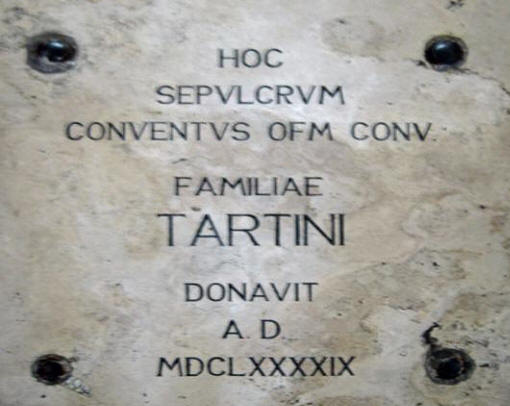 HOC
SEPVLCRVM
CONVENTVS OFM CONV.
FAMILIAE
TARTINI
DONAVIT
A. D.
MDCLXXXXIX